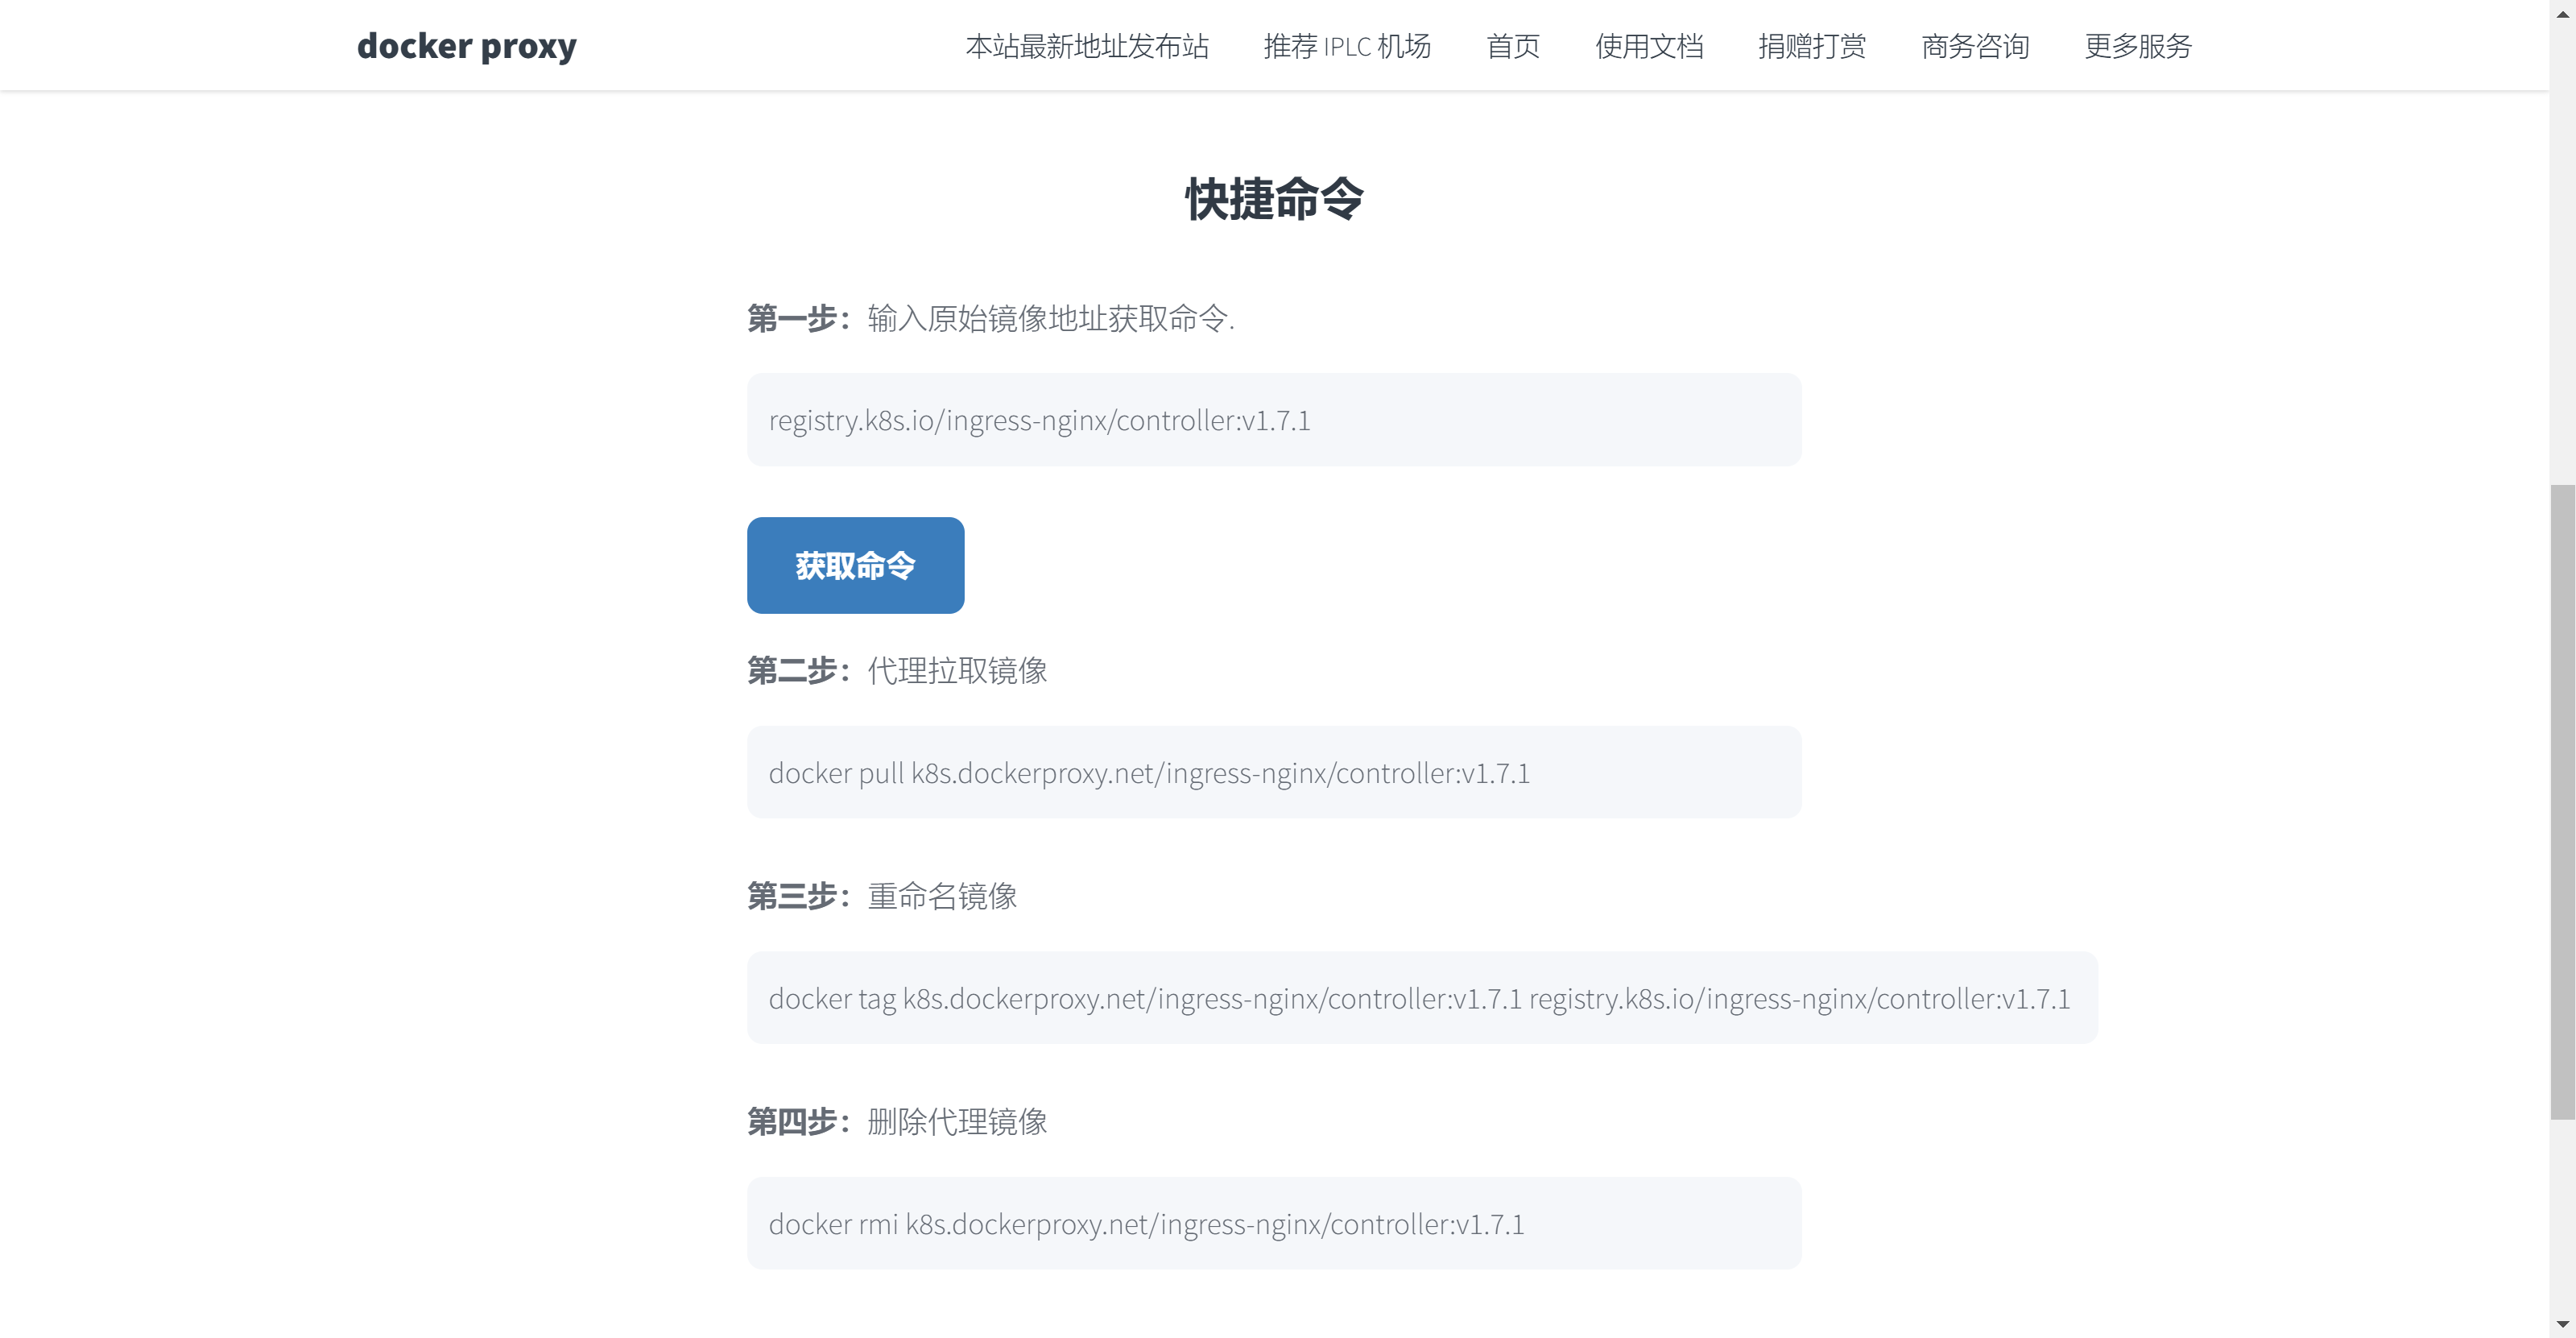 docker proxy
本站最新地址发布站 推荐 IPLC 机场 首页 使用文档 捐赠打赏 商务咨询 更多服务
快捷命令
第一步：输入原始镜像地址获取命令.
registry.k8s.io/ingress-nginx/controller:v1.7.1
获取命令
第二步：代理拉取镜像
docker pull k8s.dockerproxy.net/ingress-nginx/controller:v1.7.1
第三步：重命名镜像
docker tag k8s.dockerproxy.net/ingress-nginx/controller:v1.7.1 registry.k8s.io/ingress-nginx/controller:v1.7.1
第四步：删除代理镜像
docker rmi k8s.dockerproxy.net/ingress-nginx/controller:v1.7.1